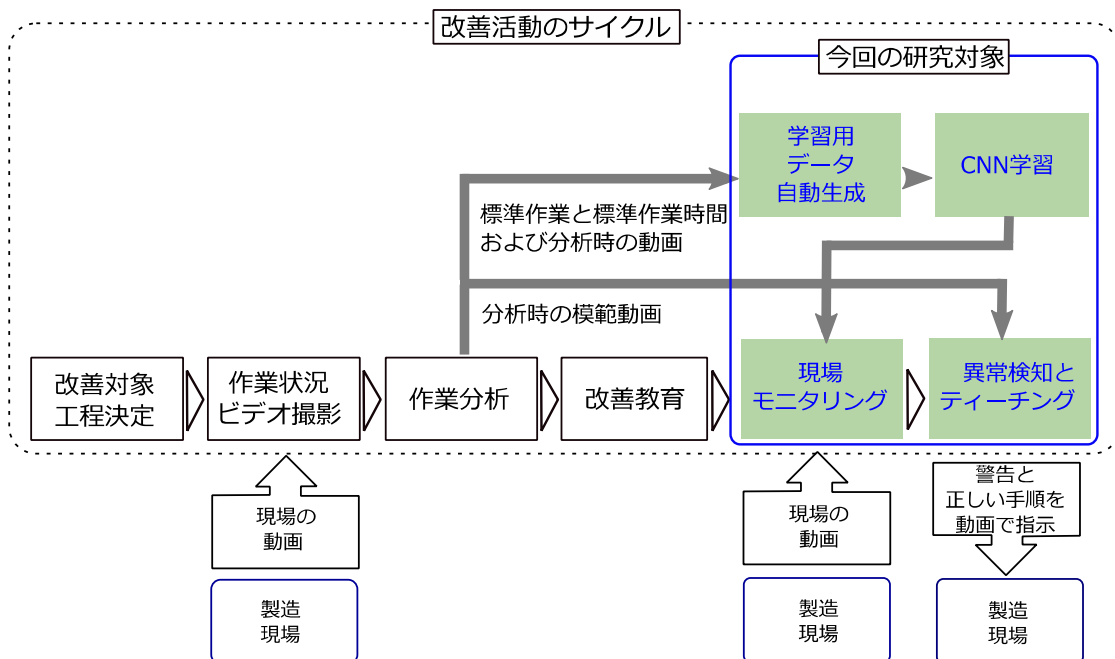 改善活動のサイクル
今回の研究対象
学習用
データ
自動生成
CNN学習
標準作業と標準作業時間
および分析時の動画
分析時の模範動画
改善対象
工程決定
作業状況
ビデオ撮影
作業分析
改善教育
現場
モニタリング
異常検知と
ティーチング
現場の
動画
現場の
動画
警告と
正しい手順を
動画で指示
製造
現場
製造
現場
製造
現場